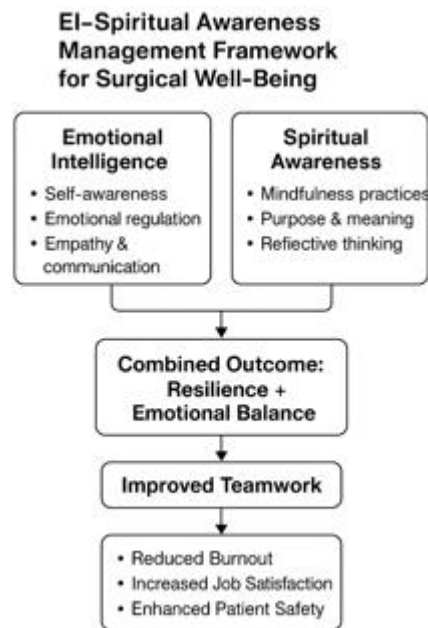 EI–Spiritual Awareness
Management Framework
for Surgical Well-Being
Emotional
Intelligence
• Self-awareness
• Emotional regulation
• Empathy &
communication
Spiritual
Awareness
• Mindfulness practices
• Purpose & meaning
• Refiective thinking
Combined Outcome:
Resilience +
Emotional Balance
Improved Teamwork
• Reduced Burnout
• Increased Job Satisfaction
• Enhanced Patient Safety